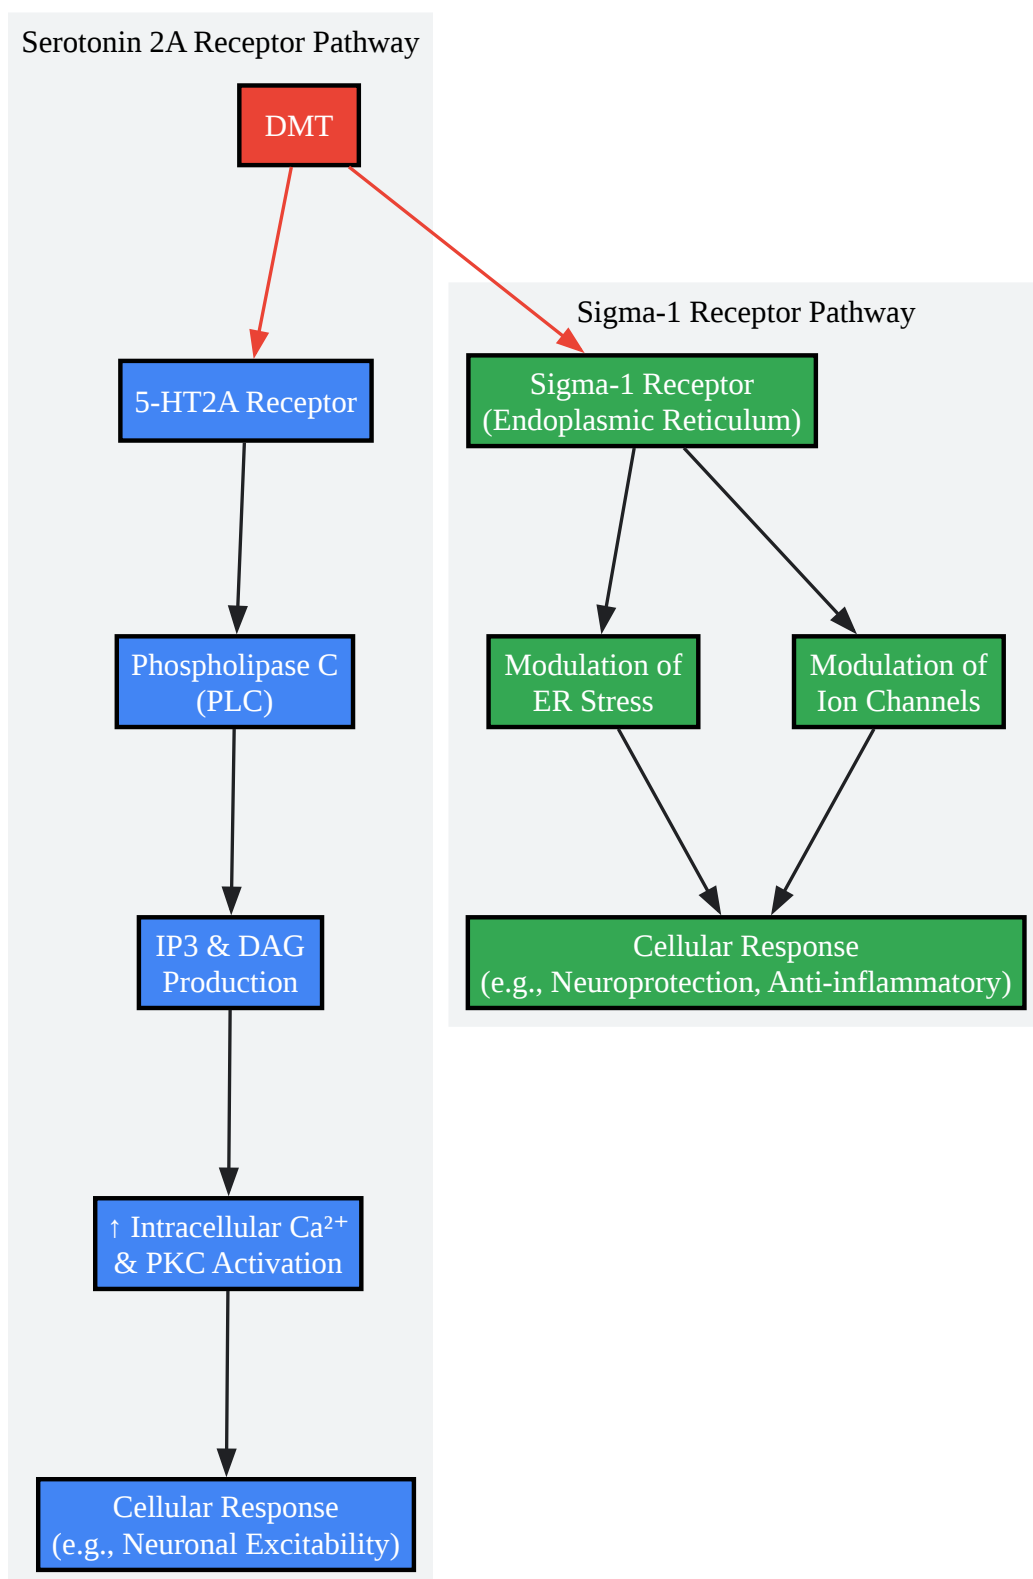 Serotonin 2A Receptor Pathway
DMT
Sigma-1 Receptor Pathway
5-HT2A Receptor
Sigma-1 Receptor
(Endoplasmic Reticulum)
Phospholipase C
(PLC)
Modulation of
ER Stress
Modulation of
Ion Channels
IP3 & DAG
Production
Cellular Response
(e.g., Neuroprotection, Anti-inflammatory)
↑ Intracellular Ca²⁺
& PKC Activation
Cellular Response
(e.g., Neuronal Excitability)